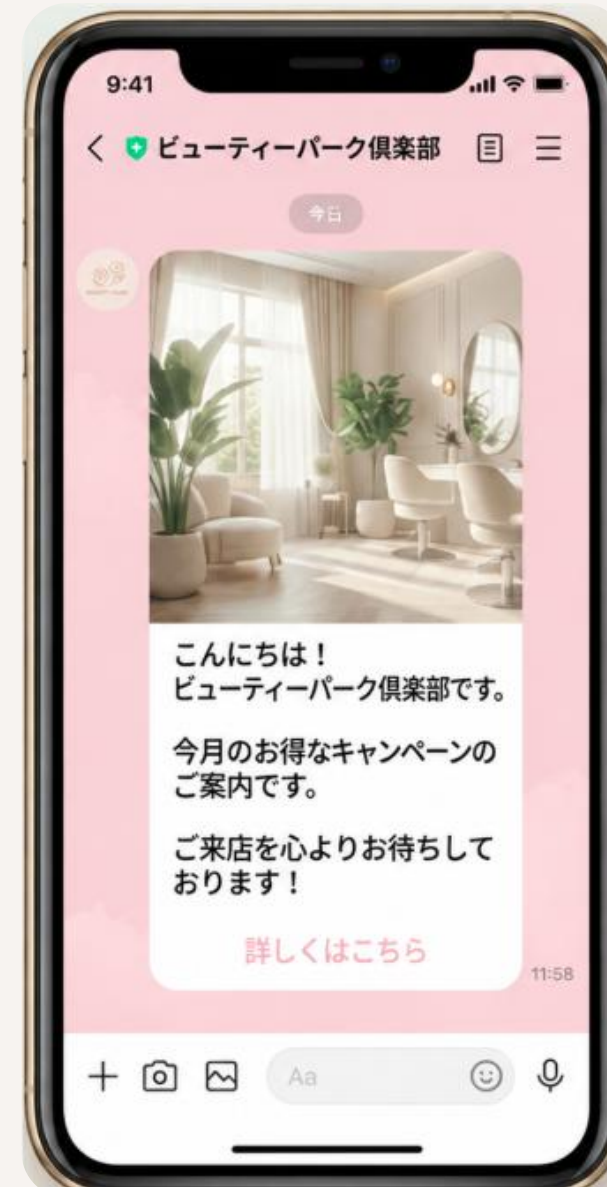 9:41
ビューティーパーク倶楽部
今日
こんにちは！
ビューティーパーク倶楽部です。
今月のお得なキャンペーンの
ご案内です。
ご来店を心よりお待ちして
おります！
詳しくはこちら
11:58
Aa